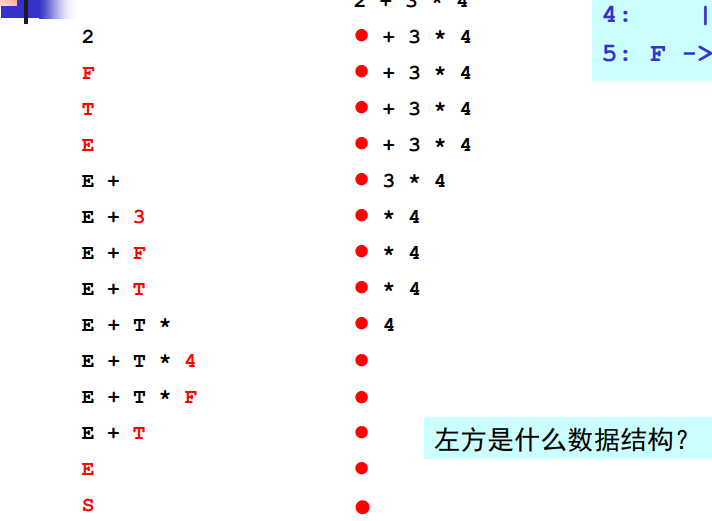 2 + 3 * 4
4: |
2 ● + 3 * 4
5: F ->
F ● + 3 * 4
T ● + 3 * 4
E ● + 3 * 4
E + ● 3 * 4
E + 3 ● * 4
E + F ● * 4
E + T ● * 4
E + T * ● 4
E + T * 4 ●
E + T * F ●
E + T ●
左方是什么数据结构？
E ●
S ●